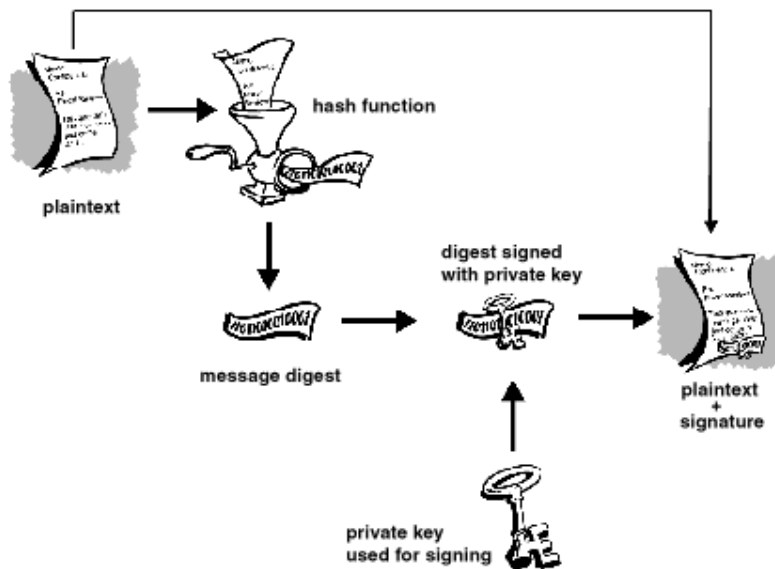 hash function
plaintext
digest signed
with private key
message digest
plaintext
+
signature
private key
used for signing